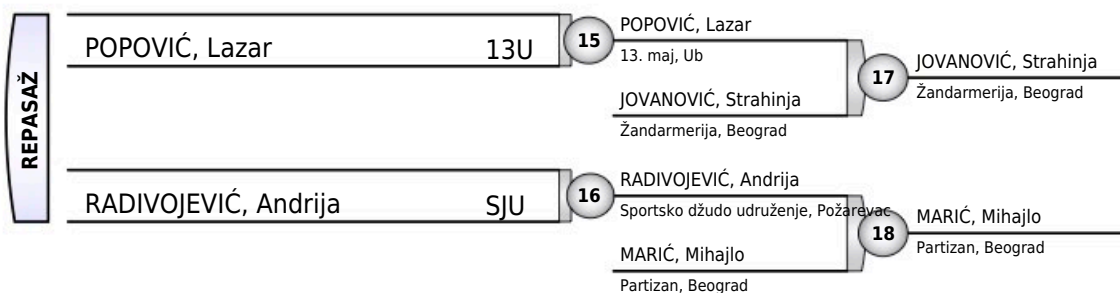 REPASAŽ
POPOVIĆ, Lazar 13U
15
POPOVIĆ, Lazar
13. maj, Ub
JOVANOVIĆ, Strahinja
Žandarmerija, Beograd
17
JOVANOVIĆ, Strahinja
Žandarmerija, Beograd
RADIVOJEVIĆ, Andrija SJU
16
RADIVOJEVIĆ, Andrija
Sportsko džudo udruženje, Požarevac
MARIĆ, Mihajlo
Partizan, Beograd
18
MARIĆ, Mihajlo
Partizan, Beograd